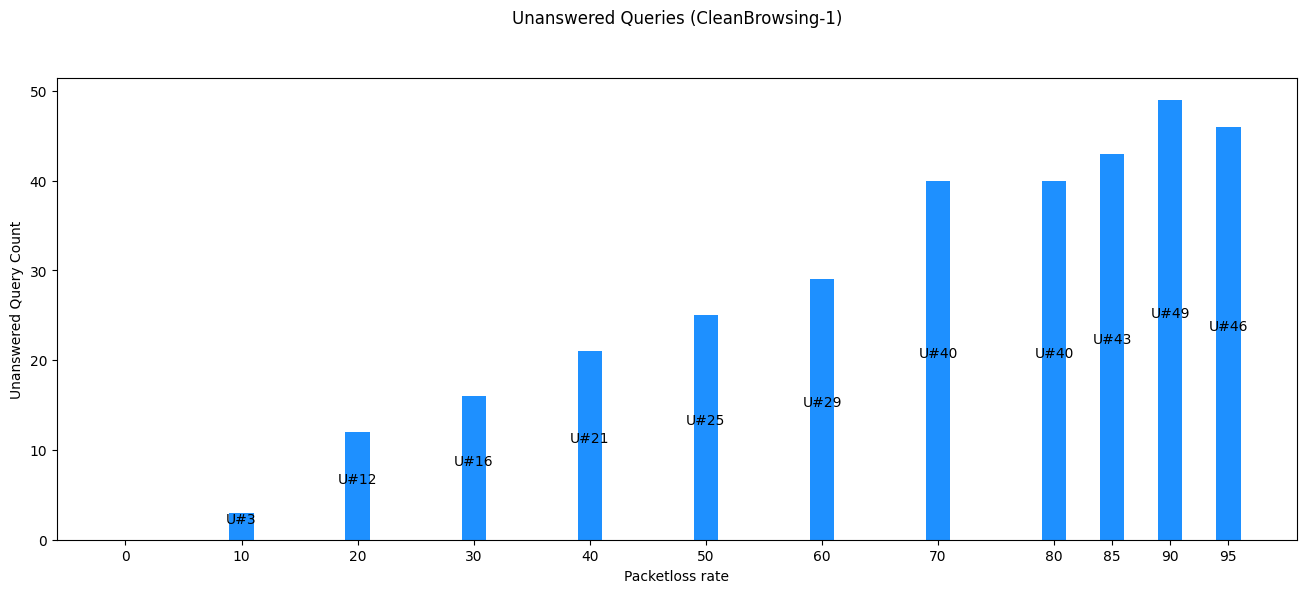 Unanswered Queries (CleanBrowsing-1)
Unanswered Query Count
50
40
30
20
10
0
U#3
U#12
U#16
U#21
U#25
U#29
U#40
U#40
U#43
U#49
U#46
0 10 20 30 40 50 60 70 80 85 90 95
Packetloss rate